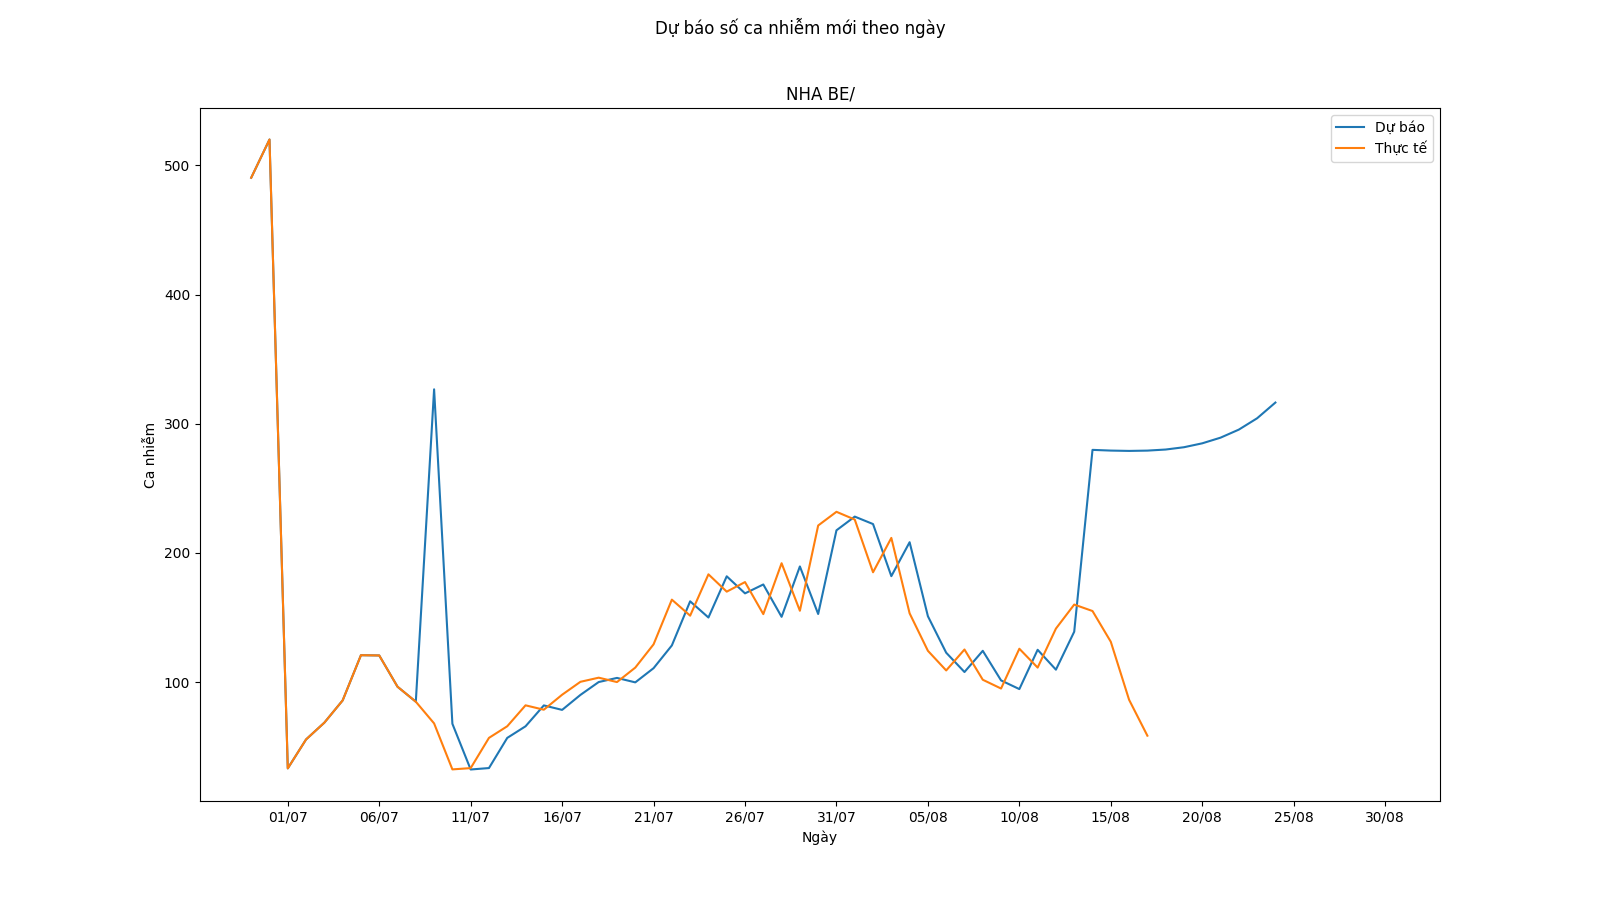 Dự báo số ca nhiễm mới theo ngày
NHA BE/
Dự báo
Thực tế
500
400
300
200
100
Ca nhiễm
01/07 06/07 11/07 16/07 21/07 26/07 31/07 05/08 10/08 15/08 20/08 25/08 30/08
Ngày